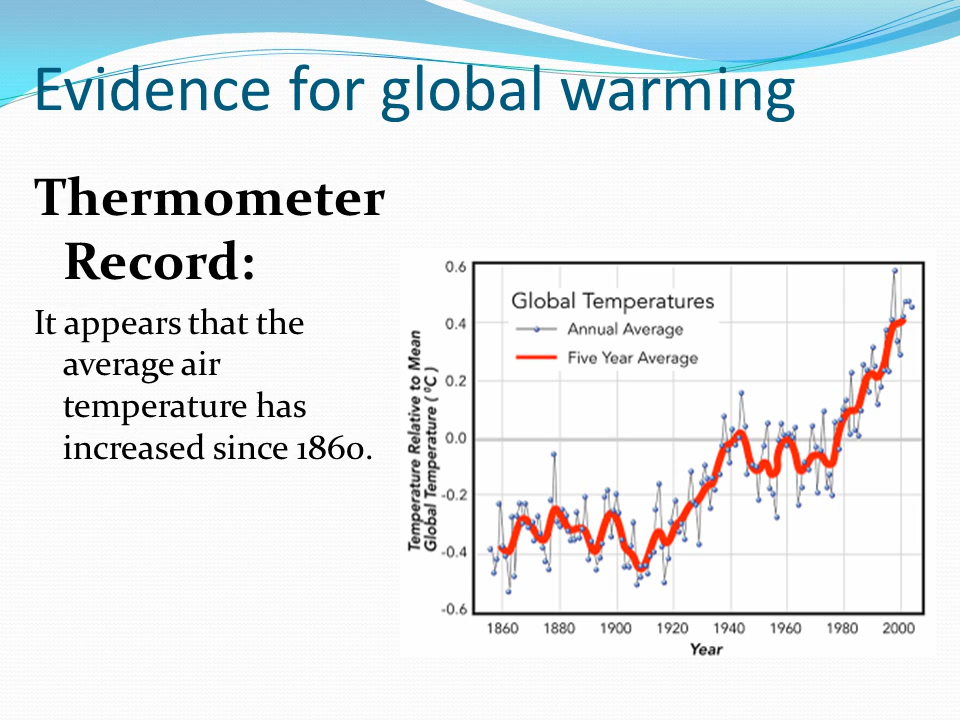 Evidence for global warming
Thermometer
Record:
It appears that the
average air
temperature has
increased since 1860.
Global Temperatures
Annual Average
Five Year Average
Temperature Relative to Mean
Global Temperature (°C)
0.6
0.4
0.2
0.0
-0.2
-0.4
-0.6
1860 1880 1900 1920 1940 1960 1980 2000
Year